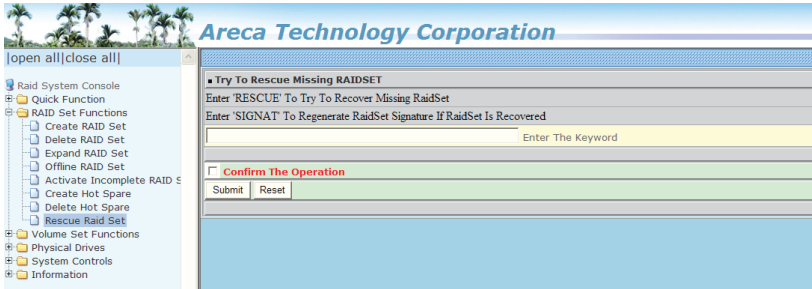 Areca Technology Corporation
|open all|close all|
Raid System Console
Quick Function
RAID Set Functions
Create RAID Set
Delete RAID Set
Expand RAID Set
Offline RAID Set
Activate Incomplete RAID S
Create Hot Spare
Delete Hot Spare
Rescue Raid Set
Volume Set Functions
Physical Drives
System Controls
Information
Try To Rescue Missing RAIDSET
Enter 'RESCUE' To Try To Recover Missing RaidSet
Enter 'SIGNAT' To Regenerate RaidSet Signature If RaidSet Is Recovered
Enter The Keyword
Confirm The Operation
Submit Reset